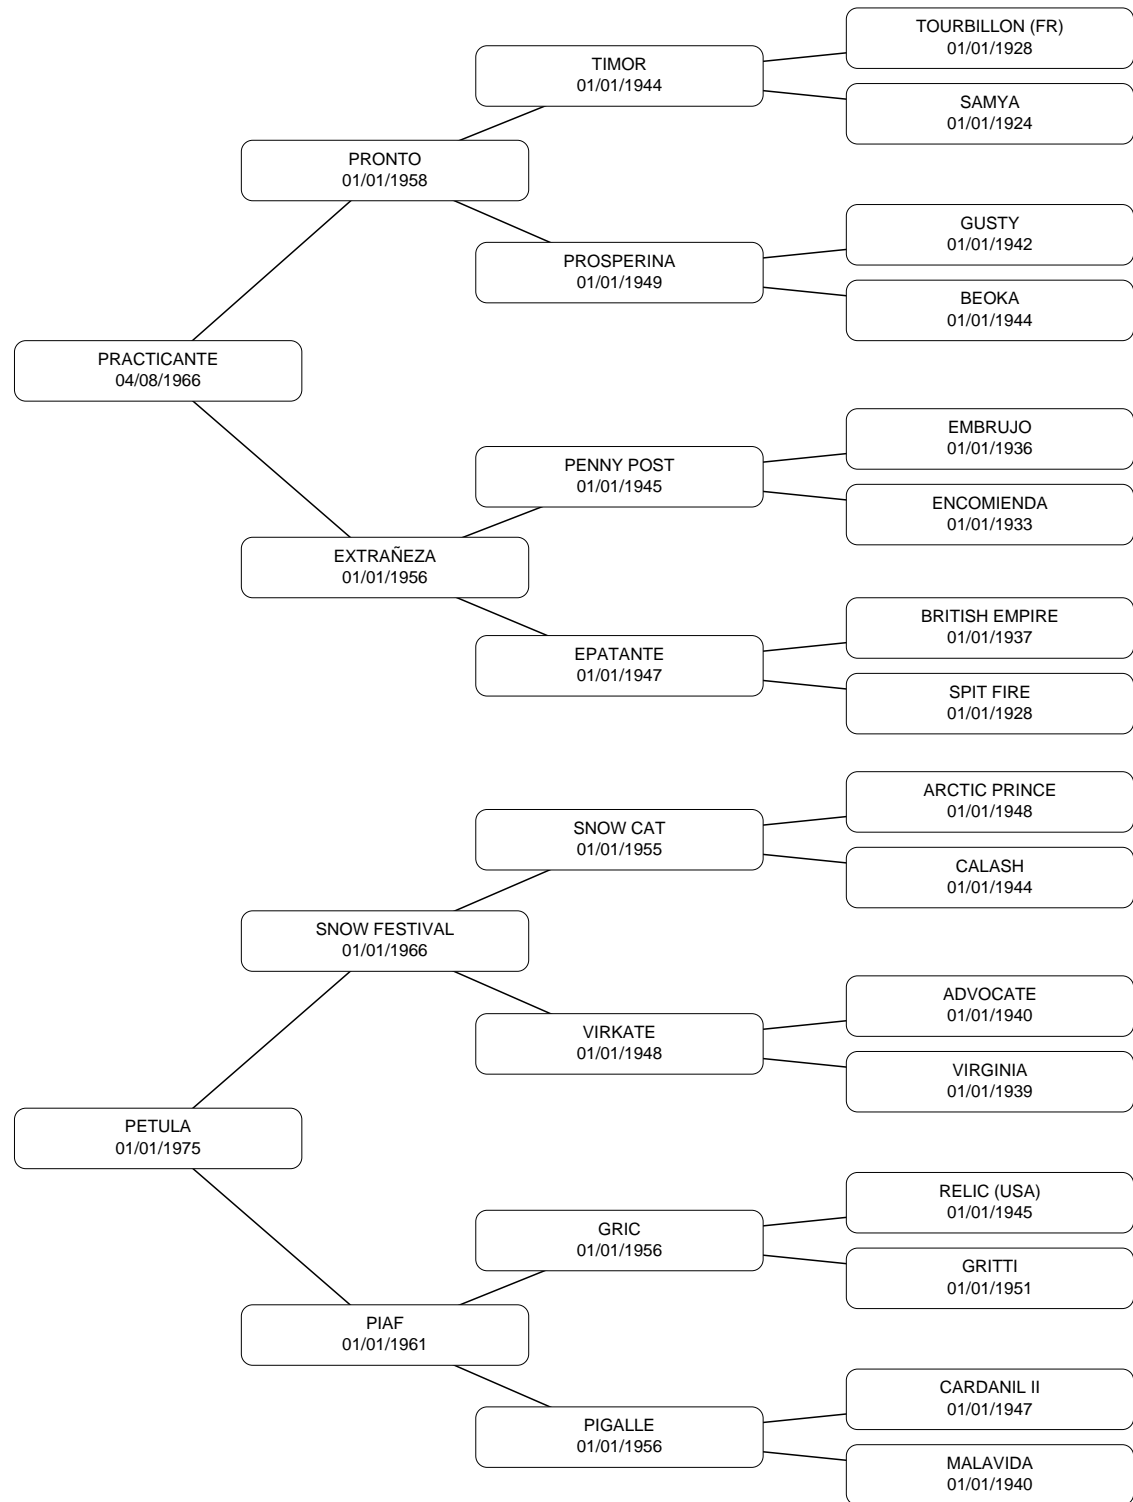 TOURBILLON (FR)
01/01/1928
TIMOR
01/01/1944
SAMYA
01/01/1924
PRONTO
01/01/1958
GUSTY
01/01/1942
PROSPERINA
01/01/1949
BEOKA
01/01/1944
PRACTICANTE
04/08/1966
EMBRUJO
01/01/1936
PENNY POST
01/01/1945
ENCOMIENDA
01/01/1933
EXTRAÑEZA
01/01/1956
BRITISH EMPIRE
01/01/1937
EPATANTE
01/01/1947
SPIT FIRE
01/01/1928
ARCTIC PRINCE
01/01/1948
SNOW CAT
01/01/1955
CALASH
01/01/1944
SNOW FESTIVAL
01/01/1966
ADVOCATE
01/01/1940
VIRKATE
01/01/1948
VIRGINIA
01/01/1939
PETULA
01/01/1975
RELIC (USA)
01/01/1945
GRIC
01/01/1956
GRITTI
01/01/1951
PIAF
01/01/1961
CARDANIL II
01/01/1947
PIGALLE
01/01/1956
MALAVIDA
01/01/1940